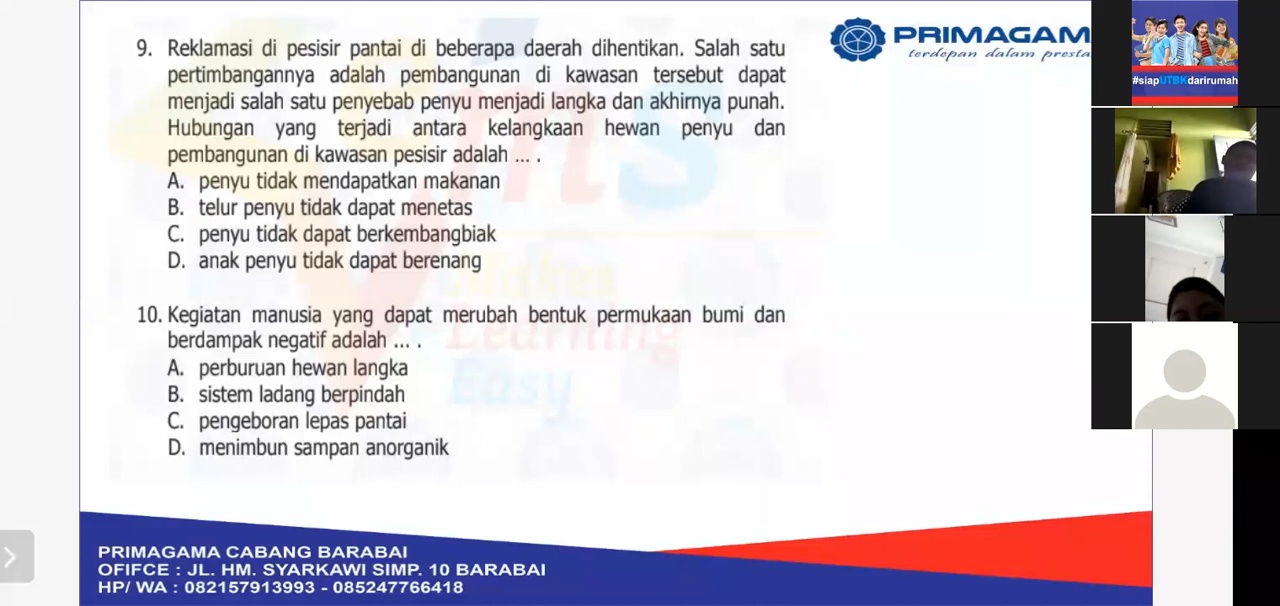 PRIMAGAM
terdepan dalam presta
#siapUTBKdarirumah
9. Reklamasi di pesisir pantai di beberapa daerah dihentikan. Salah satu
pertimbangannya adalah pembangunan di kawasan tersebut dapat
menjadi salah satu penyebab penyu menjadi langka dan akhirnya punah.
Hubungan yang terjadi antara kelangkaan hewan penyu dan
pembangunan di kawasan pesisir adalah ... .
A. penyu tidak mendapatkan makanan
B. telur penyu tidak dapat menetas
C. penyu tidak dapat berkembangbiak
D. anak penyu tidak dapat berenang
10. Kegiatan manusia yang dapat merubah bentuk permukaan bumi dan
berdampak negatif adalah ... .
A. perburuan hewan langka
B. sistem ladang berpindah
C. pengeboran lepas pantai
D. menimbun sampan anorganik
ms
Makes
Learning
Easy
PRIMAGAMA CABANG BARABAI
OFIFCE : JL. HM. SYARKAWI SIMP. 10 BARABAI
HP/ WA : 082157913993 - 085247766418